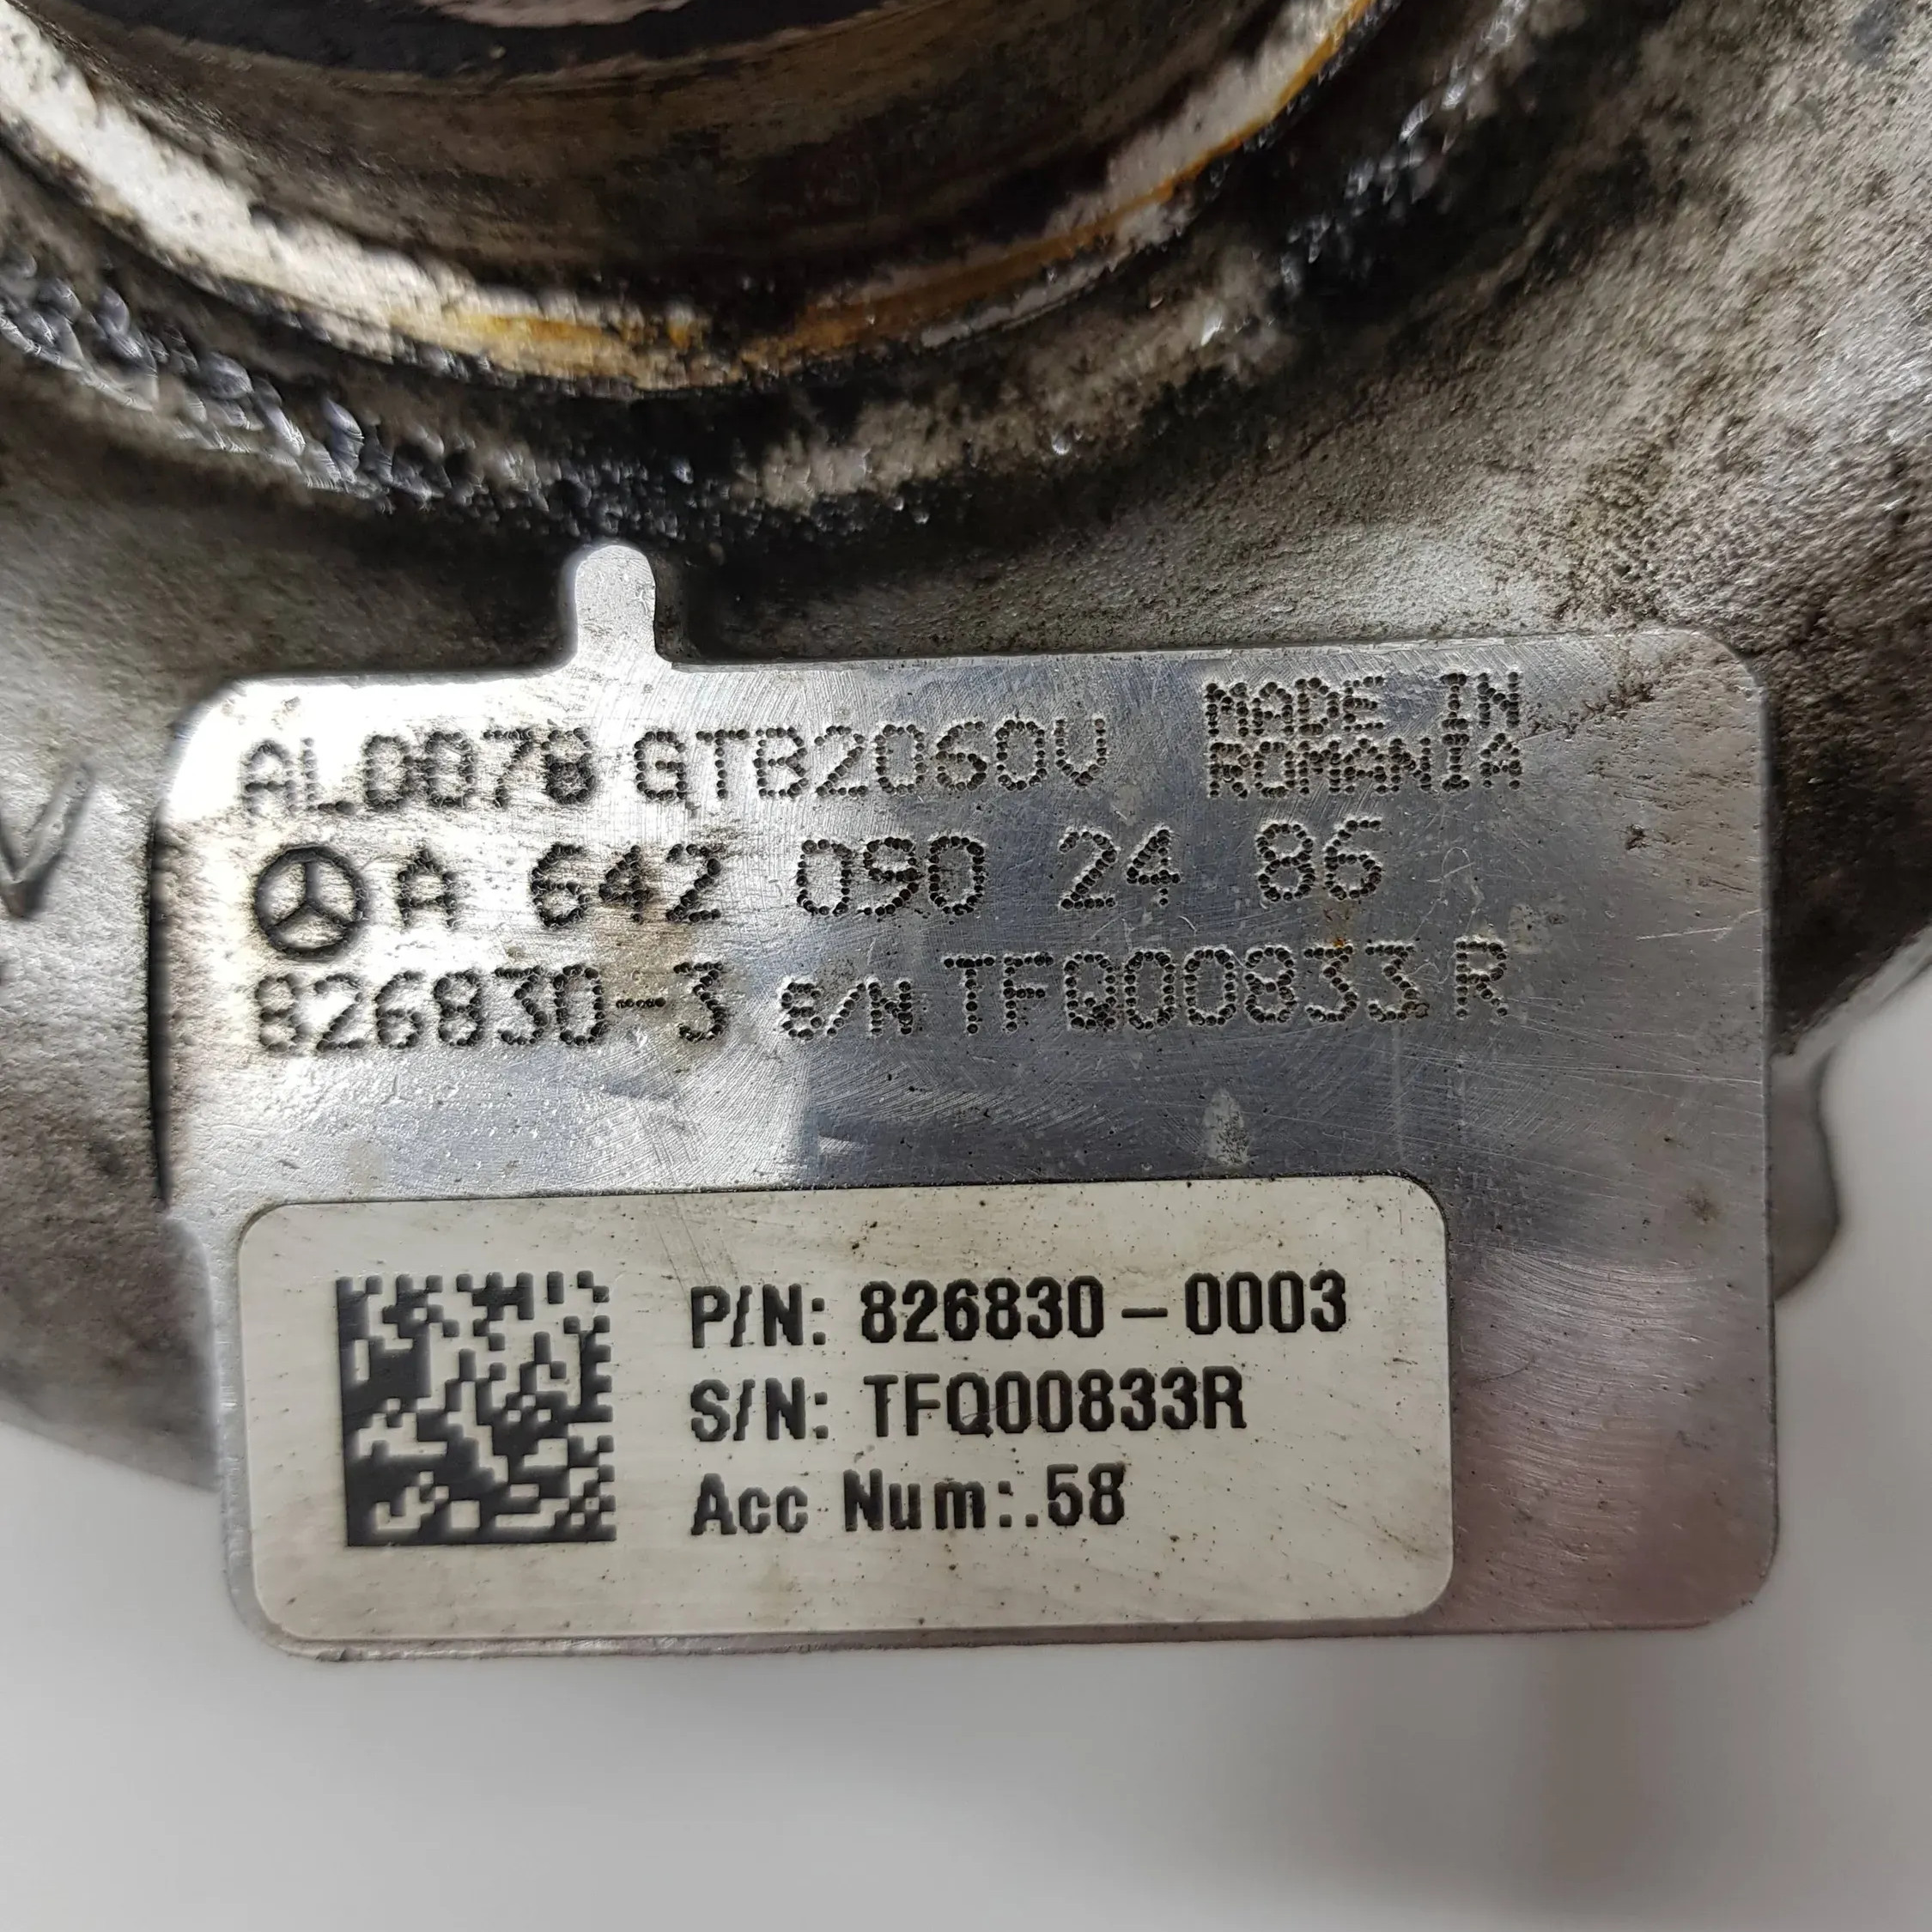 AL0078 GTB2060V MADE IN
ROMANIA
A 642 090 24 86
826830-3 S/N TFQ00833R
P/N: 826830-0003
S/N: TFQ00833R
Acc Num:.58